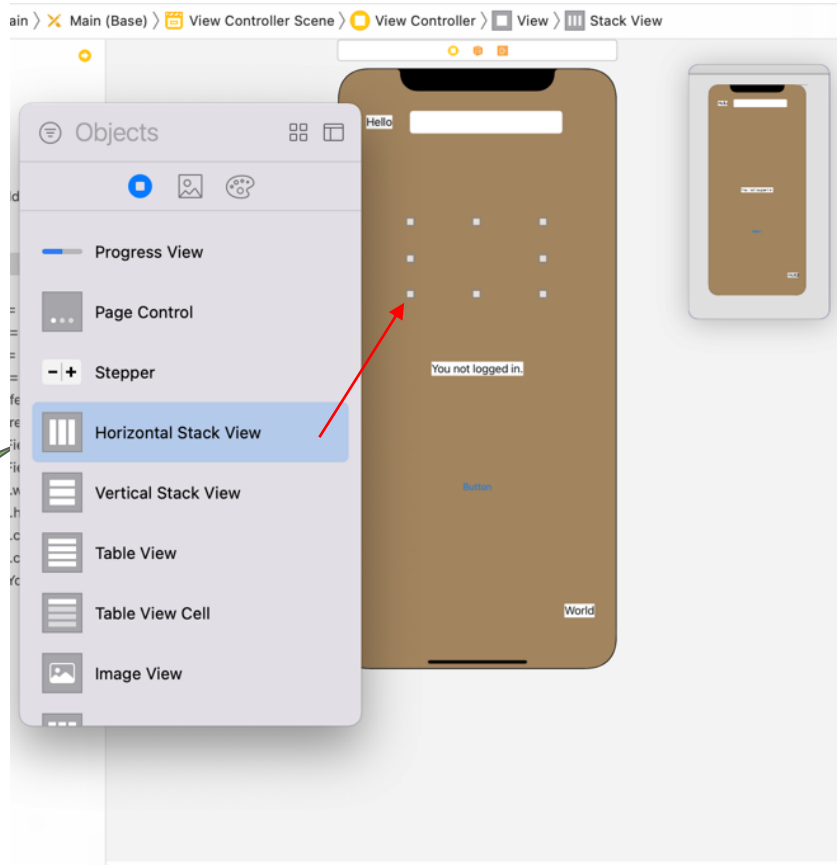 ain 〉 Main (Base) 〉 View Controller Scene 〉 View Controller 〉 View 〉 Stack View
Objects
Hello
Progress View
Page Control
Stepper
Horizontal Stack View
Vertical Stack View
Table View
Table View Cell
Image View
You not logged in.
Button
World